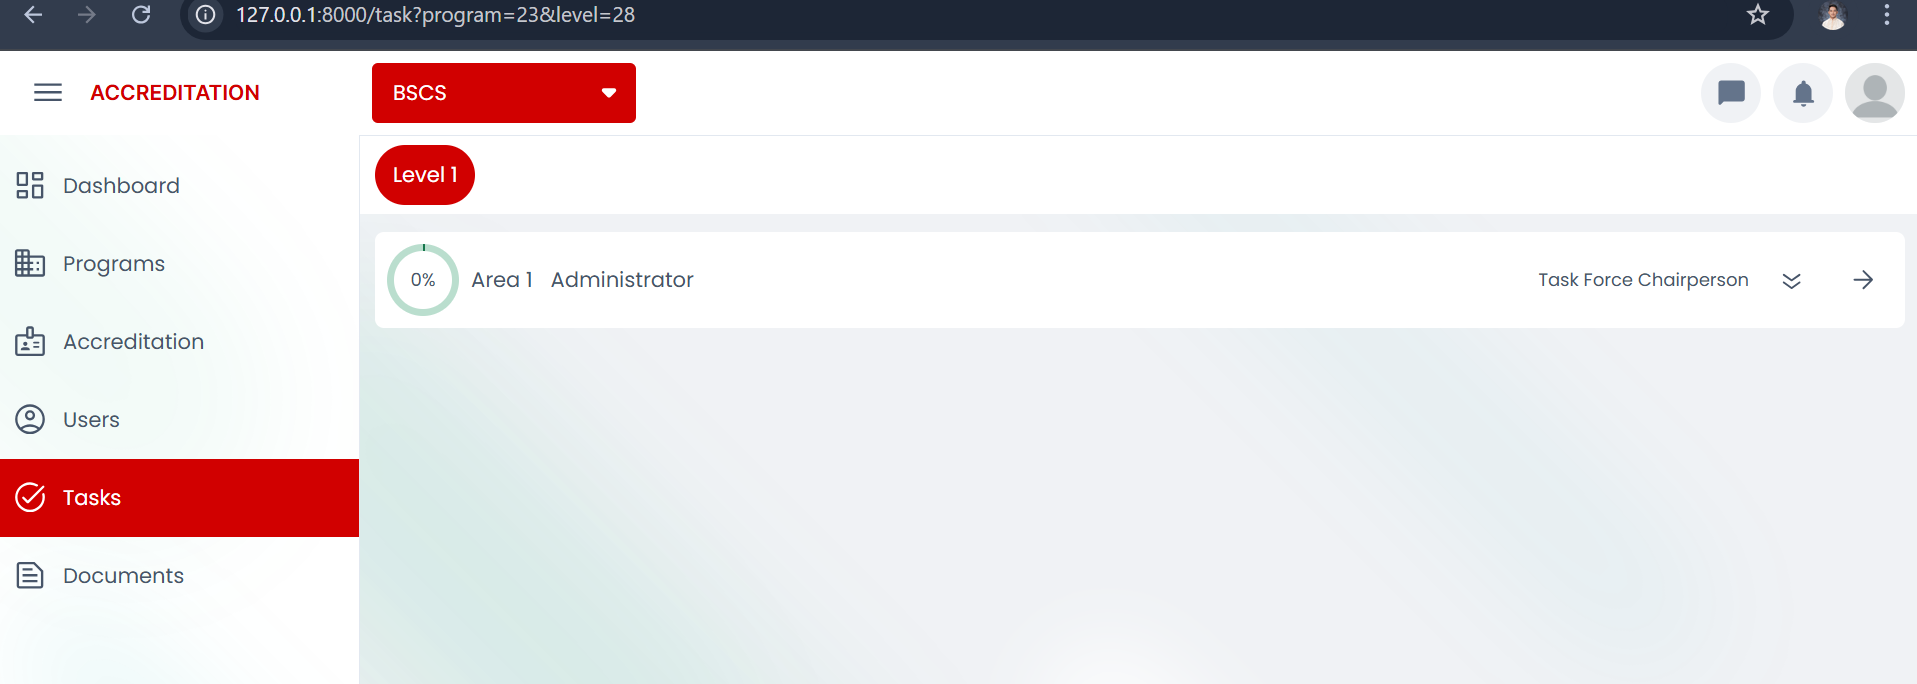 127.0.0.1:8000/task?program=23&level=28
ACCREDITATION
BSCS
Dashboard
Programs
Accreditation
Users
Tasks
Documents
Level 1
0% Area 1 Administrator Task Force Chairperson